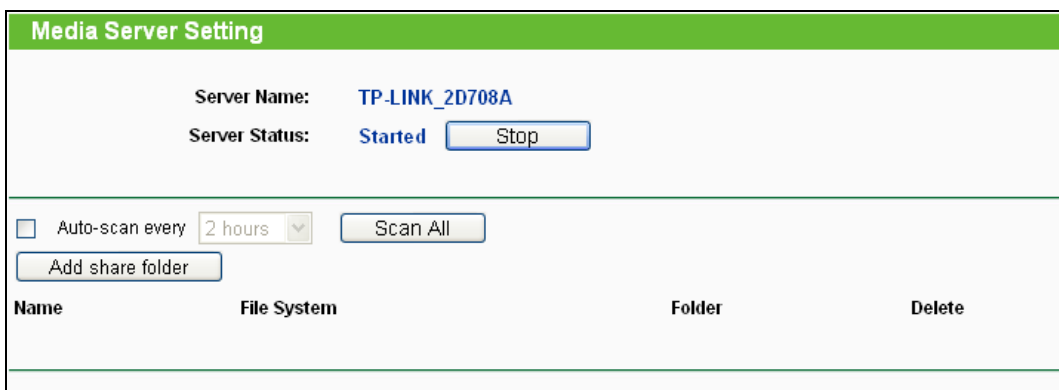 Media Server Setting
Server Name: TP-LINK_2D708A
Server Status: Started Stop
Auto-scan every 2 hours Scan All
Add share folder
Name File System Folder Delete